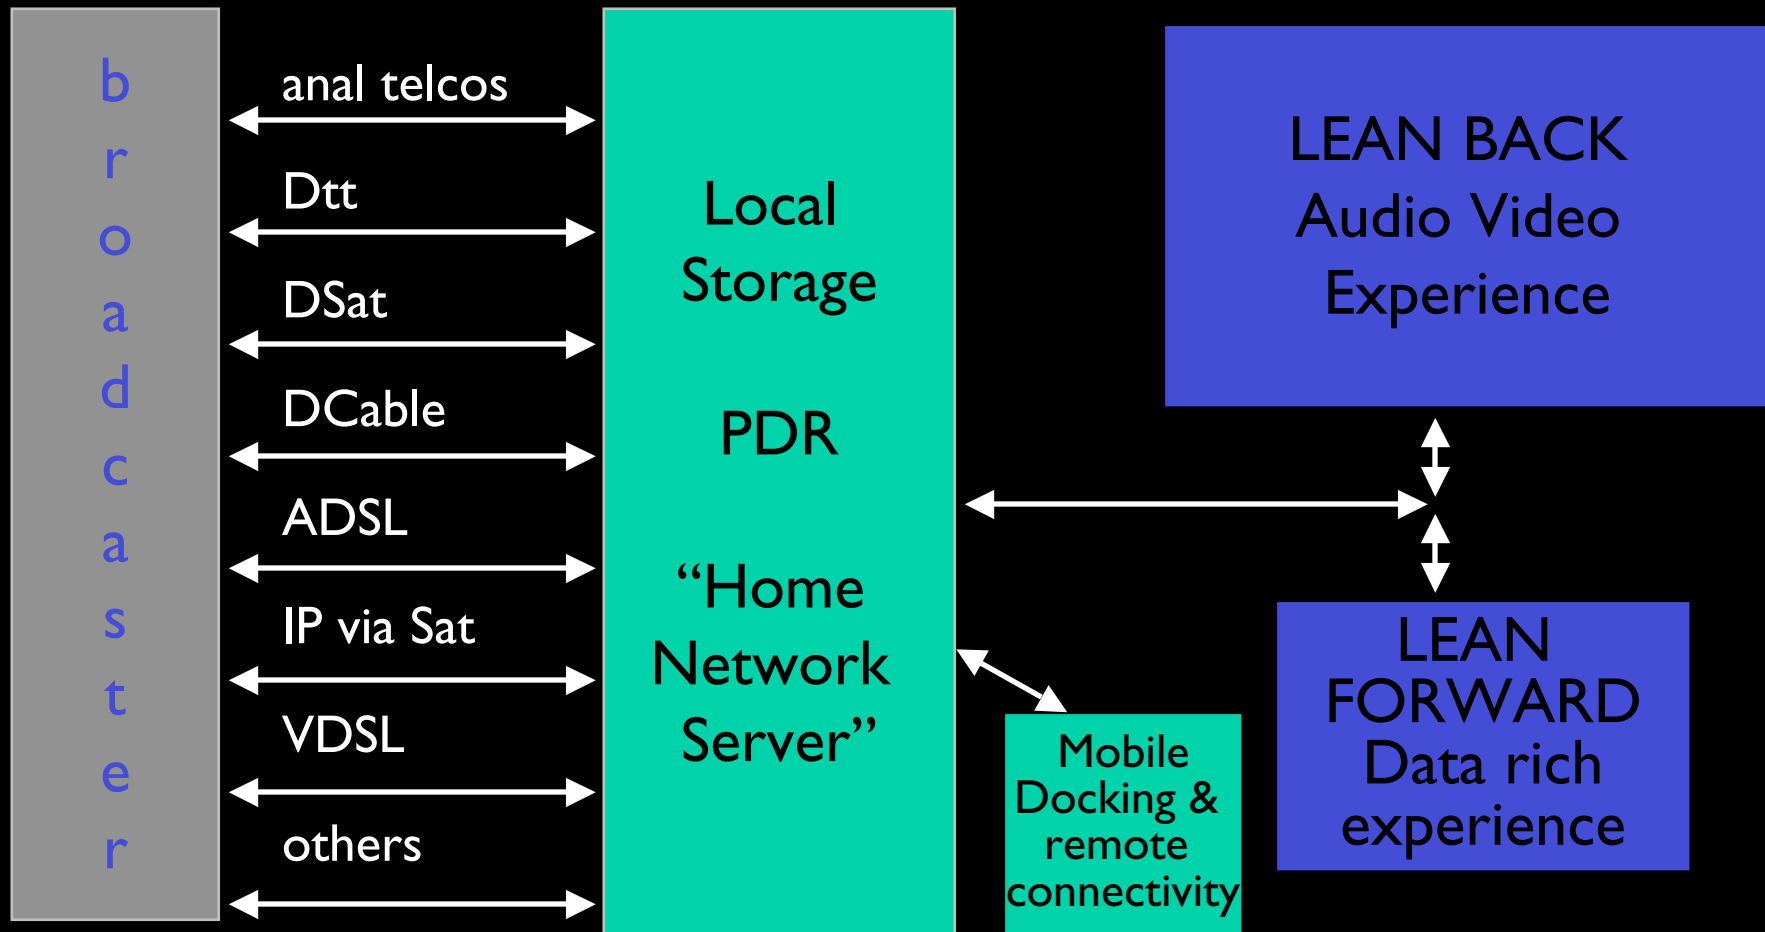 broadcaster
anal telcos
Dtt
DSat
DCable
ADSL
IP via Sat
VDSL
others
Local
Storage
PDR
“Home
Network
Server”
LEAN BACK
Audio Video
Experience
LEAN
FORWARD
Data rich
experience
Mobile
Docking &
remote
connectivity